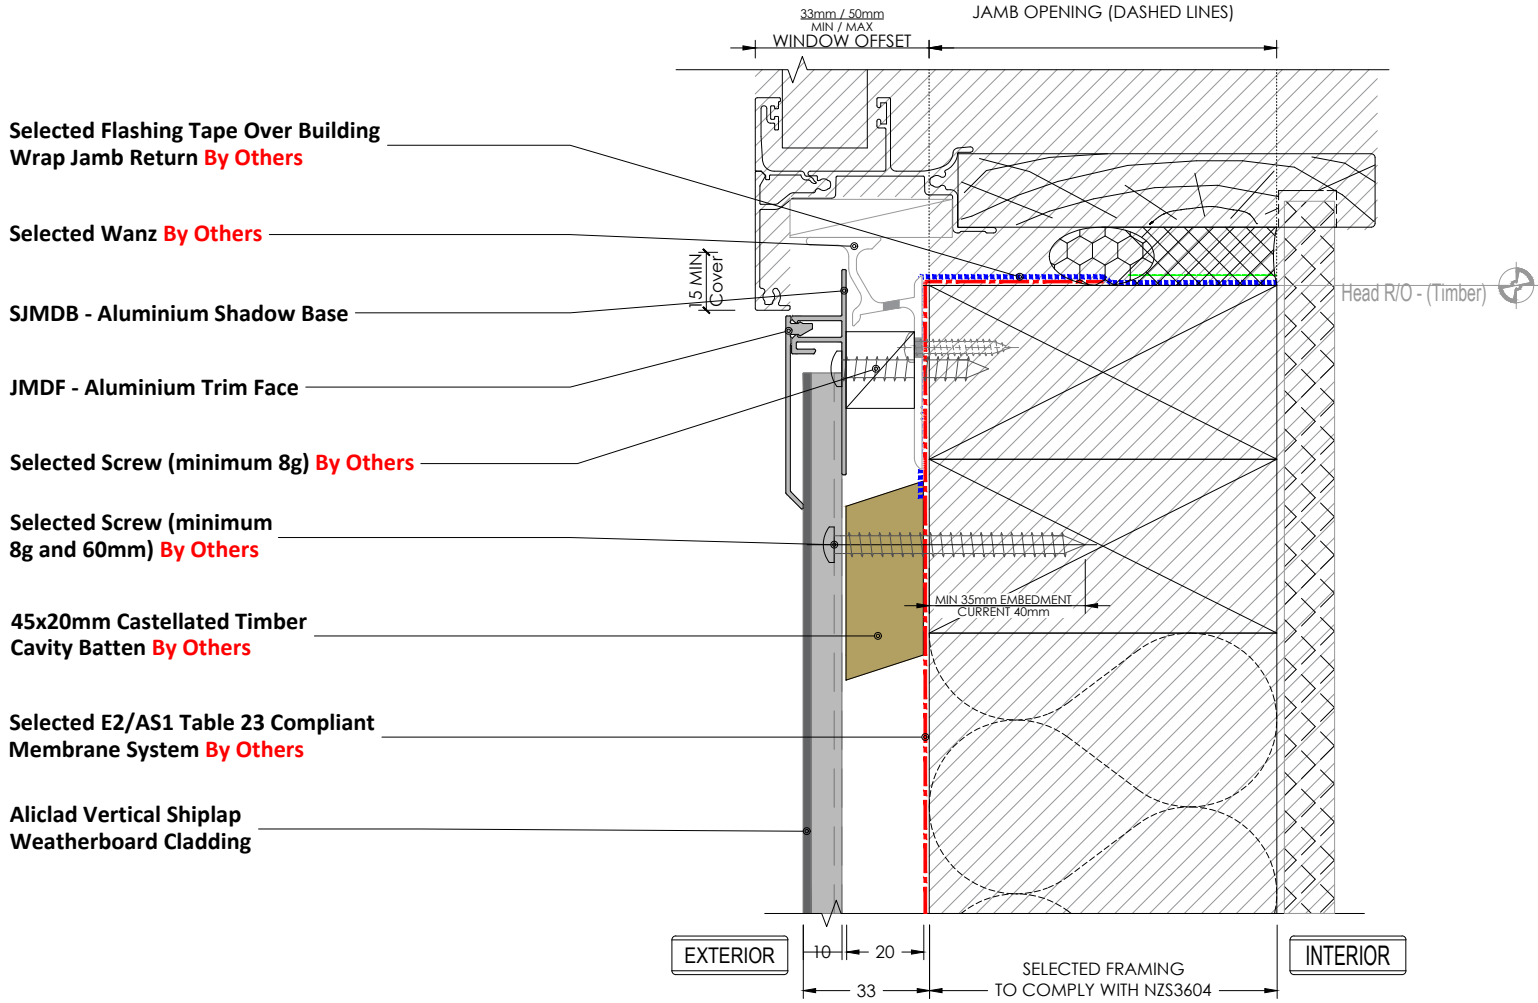 33mm / 50mm
MIN / MAX
WINDOW OFFSET
JAMB OPENING (DASHED LINES)
Selected Flashing Tape Over Building
Wrap Jamb Return By Others
Selected Wanz By Others
15 MIN
Cover
SJMDB - Aluminium Shadow Base
Head R/O - (Timber)
JMDF - Aluminium Trim Face
Selected Screw (minimum 8g) By Others
Selected Screw (minimum
8g and 60mm) By Others
MIN 35mm EMBEDMENT
CURRENT 40mm
45x20mm Castellated Timber
Cavity Batten By Others
Selected E2/AS1 Table 23 Compliant
Membrane System By Others
Aliclad Vertical Shiplap
Weatherboard Cladding
EXTERIOR
10
20
INTERIOR
33
SELECTED FRAMING
TO COMPLY WITH NZS3604